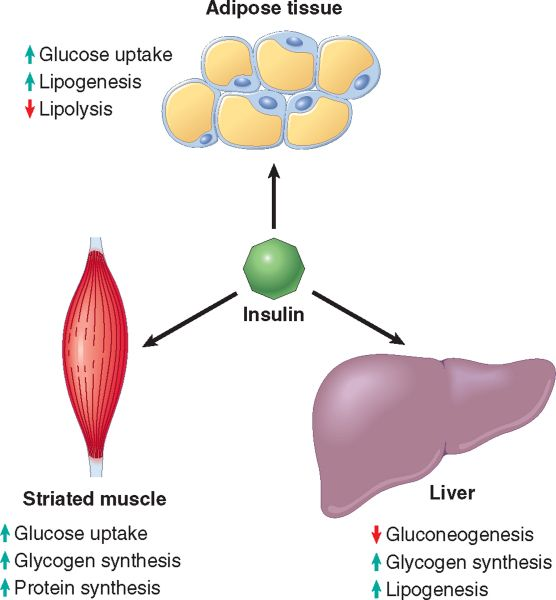 Adipose tissue
↑ Glucose uptake
↑ Lipogenesis
↓ Lipolysis
Insulin
Striated muscle
↑ Glucose uptake
↑ Glycogen synthesis
↑ Protein synthesis
Liver
↓ Gluconeogenesis
↑ Glycogen synthesis
↑ Lipogenesis